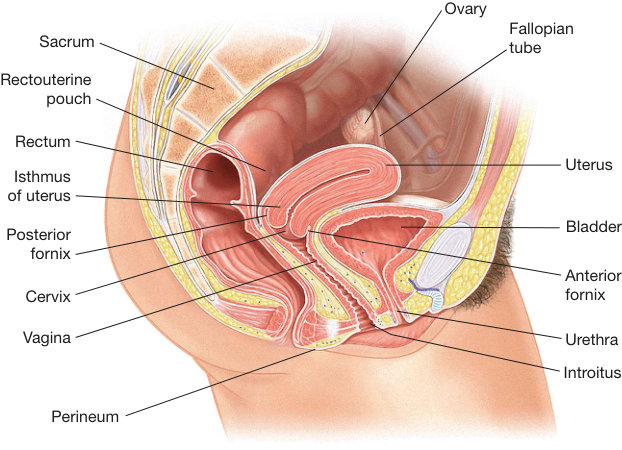 Ovary
Fallopian
tube
Sacrum
Rectouterine
pouch
Rectum
Isthmus
of uterus
Posterior
fornix
Cervix
Vagina
Perineum
Uterus
Bladder
Anterior
fornix
Urethra
Introitus